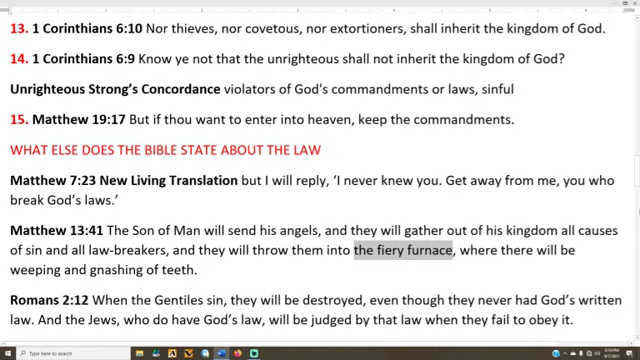 13. 1 Corinthians 6:10 Nor thieves, nor covetous, nor extortioners, shall inherit the kingdom of God.
14. 1 Corinthians 6:9 Know ye not that the unrighteous shall not inherit the kingdom of God?
Unrighteous Strong's Concordance violators of God's commandments or laws, sinful
15. Matthew 19:17 But if thou want to enter into heaven, keep the commandments.
WHAT ELSE DOES THE BIBLE STATE ABOUT THE LAW
Matthew 7:23 New Living Translation but I will reply, 'I never knew you. Get away from me, you who
break God's laws.'
Matthew 13:41 The Son of Man will send his angels, and they will gather out of his kingdom all causes
of sin and all law-breakers, and they will throw them into the fiery furnace, where there will be
weeping and gnashing of teeth.
Romans 2:12 When the Gentiles sin, they will be destroyed, even though they never had God's written
law. And the Jews, who do have God's law, will be judged by that law when they fail to obey it.
Type here to search